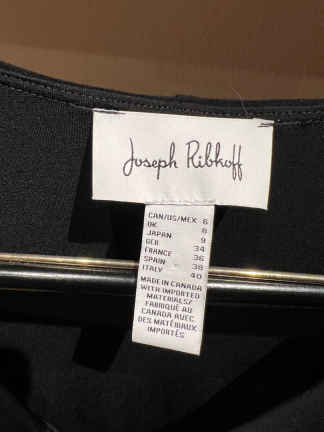 Joseph Ribkoff
CAN/US/MEX 6
UK 8
JAPAN 9
GER 34
FRANCE 36
SPAIN 38
ITALY 40
MADE IN CANADA
WITH IMPORTED
MATERIALS/
FABRIQUÉ AU
CANADA AVEC
DES MATÉRIAUX
IMPORTÉS